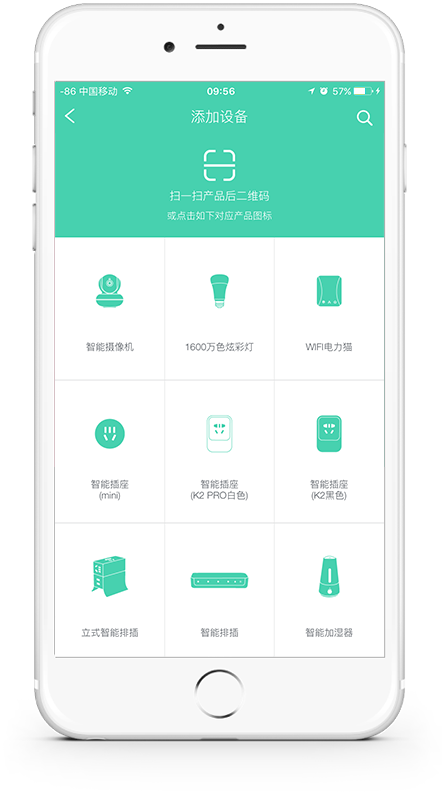 -86 中国移动 09:56 57%
添加设备
扫一扫产品后二维码
或点击如下对应产品图标
智能摄像机 1600万色炫彩灯 WIFI电力猫
智能插座 智能插座 智能插座
(mini) (K2 PRO白色) (K2黑色)
立式智能排插 智能排插 智能加湿器